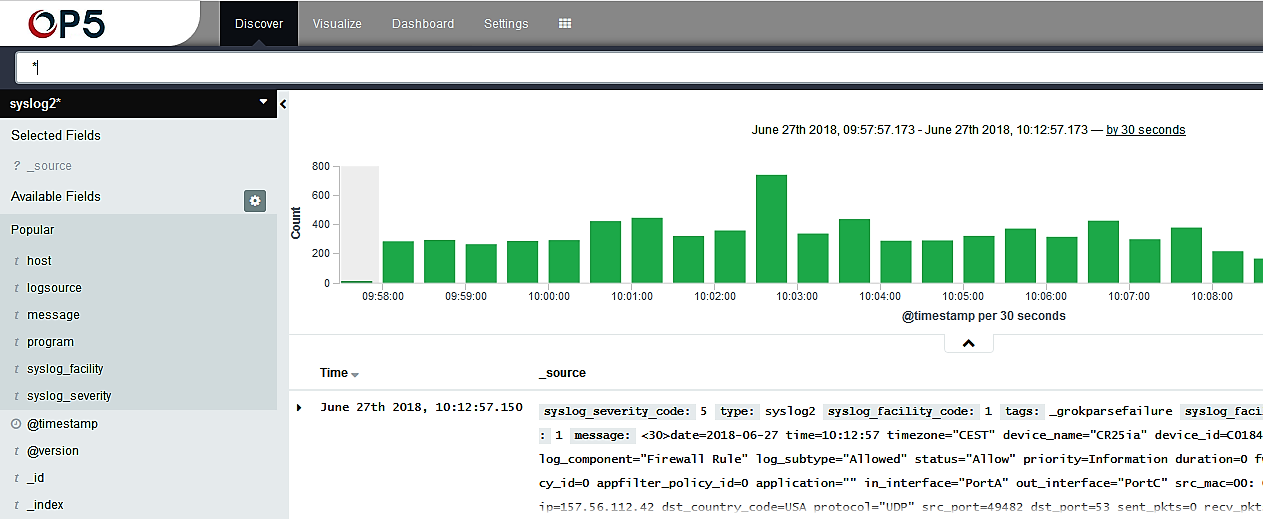 OP5 Discover Visualize Dashboard Settings
*
syslog2*
Selected Fields
? _source
Available Fields
Popular
t host
t logsource
t message
t program
t syslog_facility
t syslog_severity
@timestamp
t @version
t _id
t _index
June 27th 2018, 09:57:57.173 - June 27th 2018, 10:12:57.173 — by 30 seconds
Count
800
600
400
200
0
09:58:00 09:59:00 10:00:00 10:01:00 10:02:00 10:03:00 10:04:00 10:05:00 10:06:00 10:07:00 10:08:00
@timestamp per 30 seconds
Time _source
June 27th 2018, 10:12:57.150 syslog_severity_code: 5 type: syslog2 syslog_facility_code: 1 tags: _grokparsefailure syslog_faci
: 1 message: <30>date=2018-06-27 time=10:12:57 timezone="CEST" device_name="CR25ia" device_id=C0184
log_component="Firewall Rule" log_subtype="Allowed" status="Allow" priority=Information duration=0 f
cy_id=0 appfilter_policy_id=0 application="" in_interface="PortA" out_interface="PortC" src_mac=00:
ip=157.56.112.42 dst_country_code=USA protocol="UDP" src_port=49482 dst_port=53 sent_pkts=0 recv_pkt